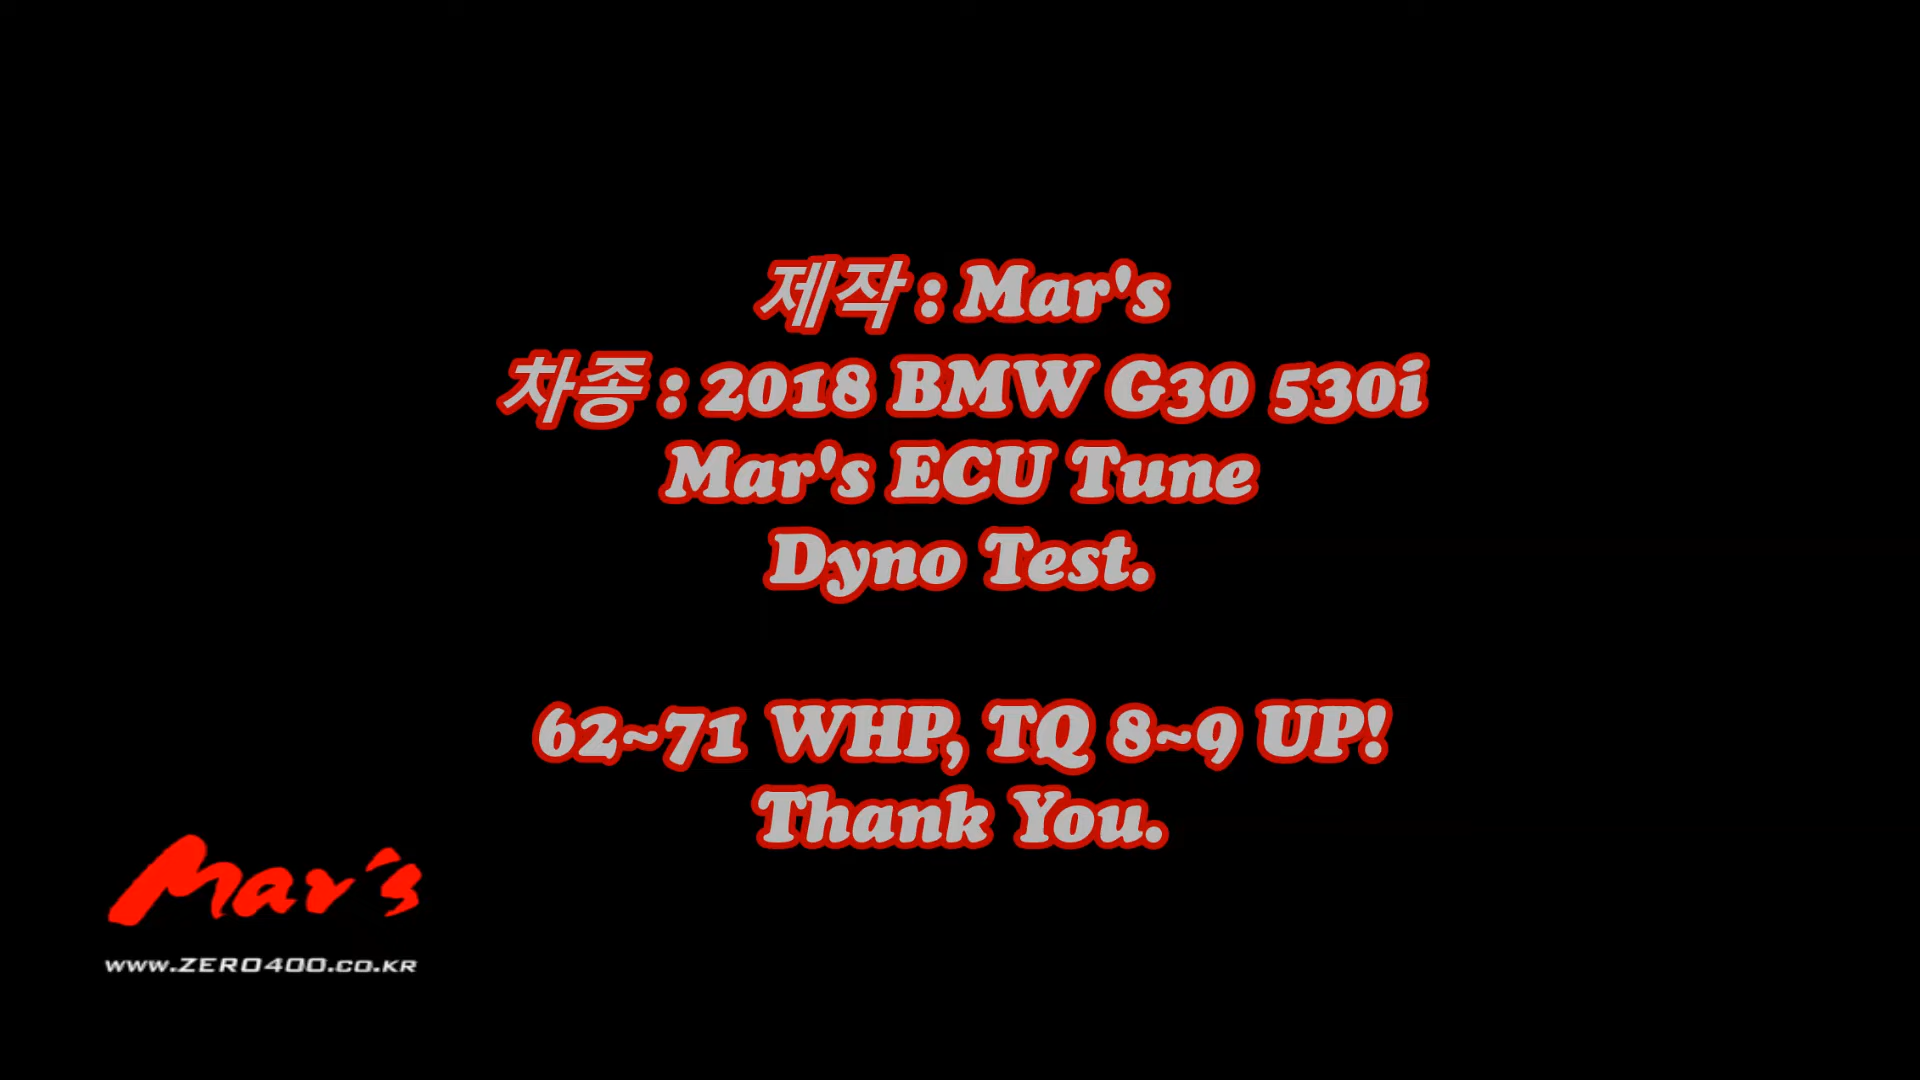 제작 : Mar's
차종 : 2018 BMW G30 530i
Mar's ECU Tune
Dyno Test.
62~71 WHP, TQ 8~9 UP!
Thank You.
Mar's
www.ZERO400.co.kr